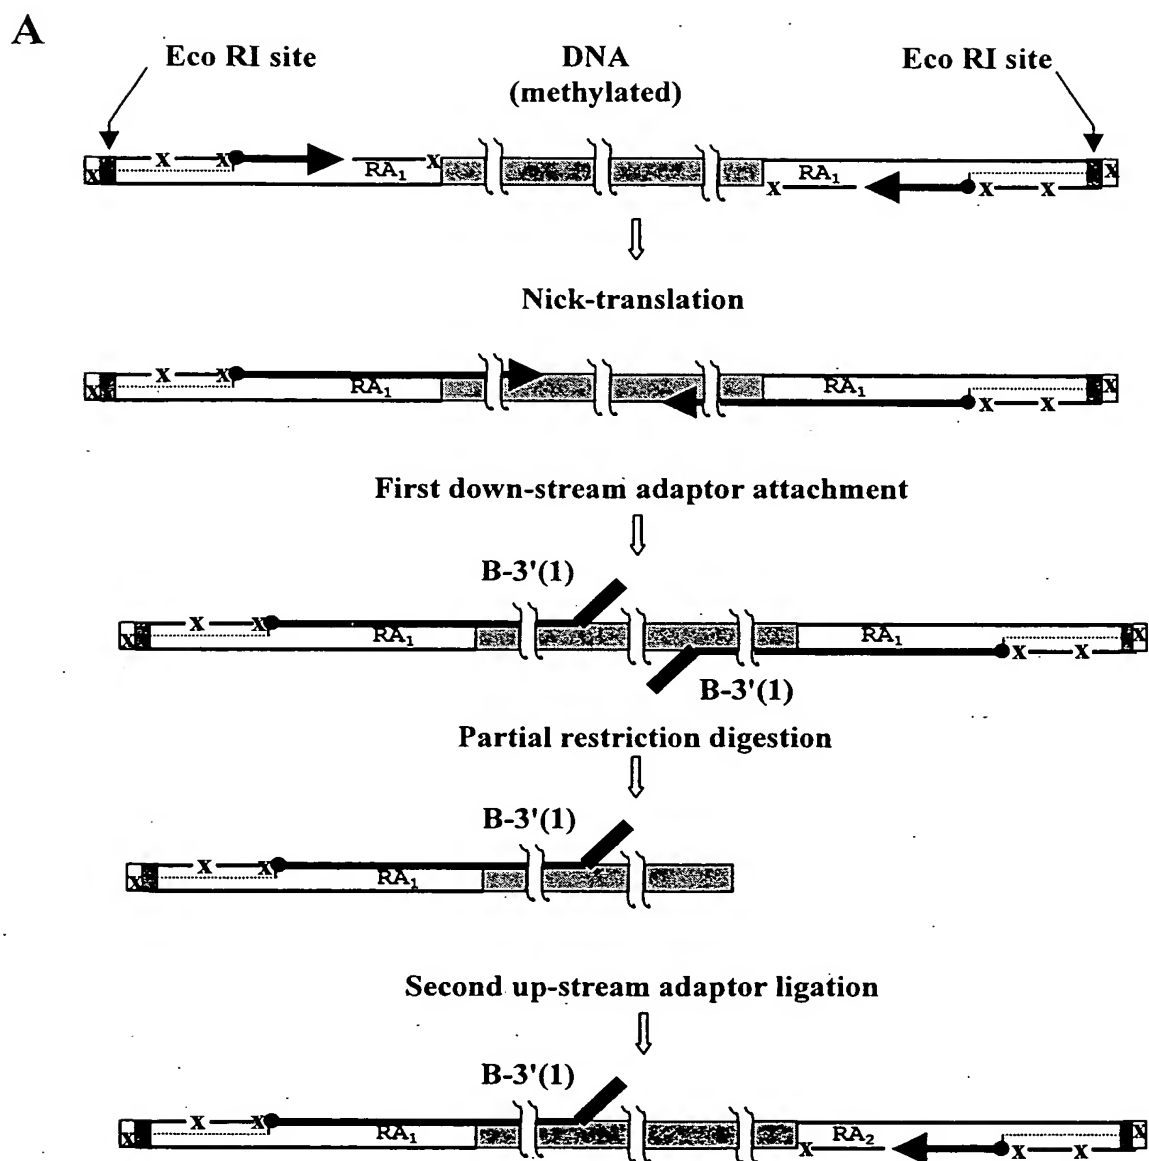 A
Eco RI site
DNA
(methylated)
Eco RI site
x x x
x RA₁ RA₁ x
x x x
Nick-translation
x x
x RA₁ RA₁ x
x x
First down-stream adaptor attachment
B-3'(1)
x x
x RA₁ RA₁ x
x x
B-3'(1)
Partial restriction digestion
B-3'(1)
x x
x RA₁
Second up-stream adaptor ligation
B-3'(1)
x x
x RA₁ RA₂ x
x x x